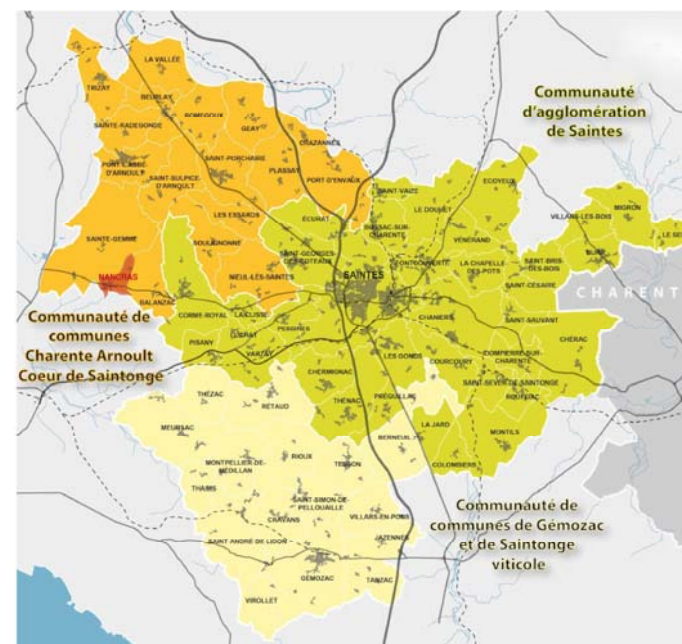 LA VALLÉE
TRIZAY
BEURLAY
ROMEGOUX
SAINTE-RADEGONDE
GEAY
CRAZANNES
PONT-L'ABBÉ-
D'ARNOULT
SAINT-PORCHAIRE
PLASSAY
SAINT-SULPICE-
D'ARNOULT
PORT-D'ENVAUX
LES ESSARDS
SAINTE-GEMME
SOULIGNONNE
NANCRAS
NIEUL-LÈS-SAINTES
BALANZAC
Communauté de
communes
Charente Arnoult
Coeur de Saintonge
Communauté
d'agglomération
de Saintes
ECOYEUX
SAINT-VAIZE
MIGRON
VILLARS-LES-BOIS
LE DOUHET
ÉCURAT
BUSSAC-SUR-
CHARENTE
VÉNÉRAND
BURIE
LE SE
SAINT-GEORGES-
DES-COTEAUX
FONTCOUVERTE
LA CHAPELLE-
DES-POTS
SAINT-BRIS-
DES-BOIS
SAINTES
SAINT-CÉSAIRE
CHARENT
CORME-ROYAL
LA CLISSE
CHANIERS
SAINT-SAUVANT
LUCHAT
PESSINES
PISANY
VARZAY
LES GONDS
COURCOURY
DOMPIERRE-SUR-
CHARENTE
CHÉRAC
CHERMIGNAC
SAINT-SEVER-DE-SAINTONGE
ROUFFIAC
THÉNAC
PRÉGUILLAC
LA JARD
MONTILS
COLOMBIERS
THÉZAC
RÉTAUD
BERNEUIL
MEURSAC
RIOUX
TESSON
MONTPELLIER-DE-
MÉDILLAN
THAIMS
SAINT-SIMON-DE-
PELLOUAILLE
CRAVANS
VILLARS-EN-PONS
SAINT ANDRÉ DE LIDON
JAZENNES
GÉMOZAC
TANZAC
VIROLLET
Communauté de
communes de Gémozac
et de Saintonge
viticole